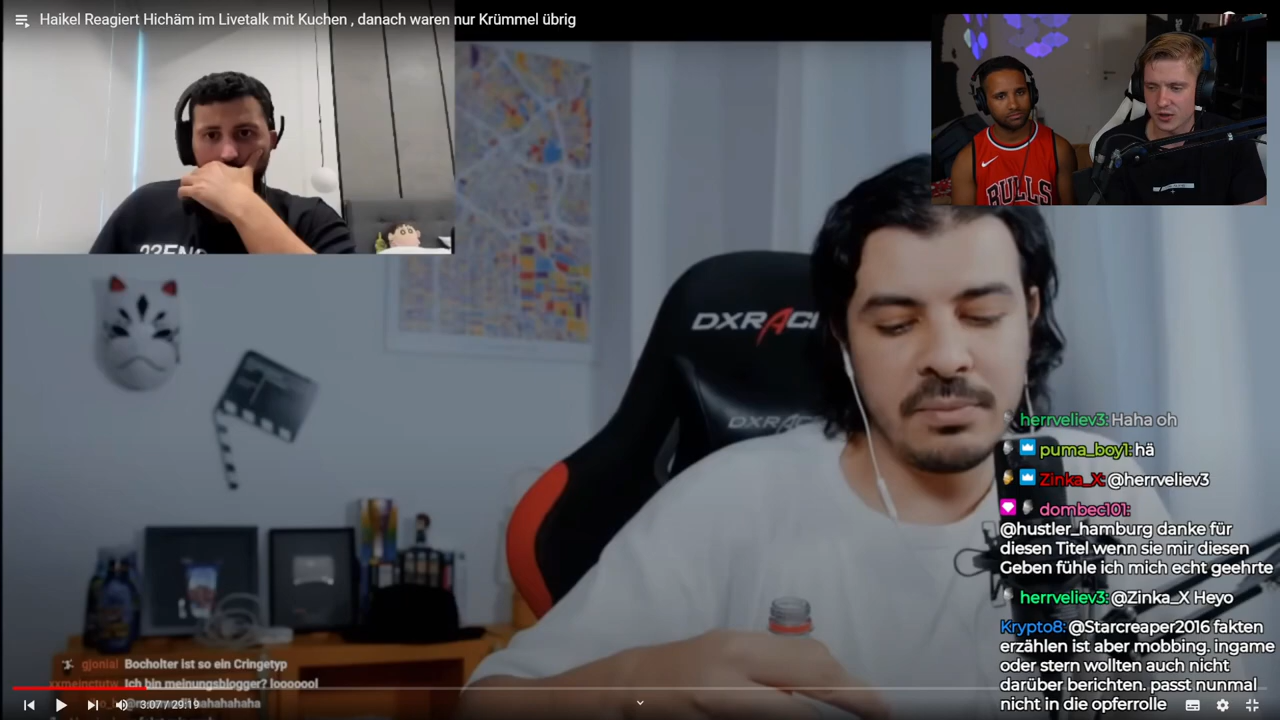 Haikel Reagiert Hichäm im Livetalk mit Kuchen , danach waren nur Krümmel übrig
BULLS
DXRACE
DXRAC
herrveliev3: Haha oh
puma_boy1: hä
Zinka_X: @herrveliev3
dombec101:
@hustler_hamburg danke für
diesen Titel wenn sie mir diesen
Geben fühle ich mich echt geehrte
herrveliev3: @Zinka_X Heyo
Krypto8: @Starcreaper2016 fakten
erzählen ist aber mobbing. ingame
oder stern wollten auch nicht
darüber berichten. passt nunmal
nicht in die opferrolle
gjonial Bocholter ist so ein Cringetyp
Ich bin meinungsblogger? looooool
3:07 / 29:19